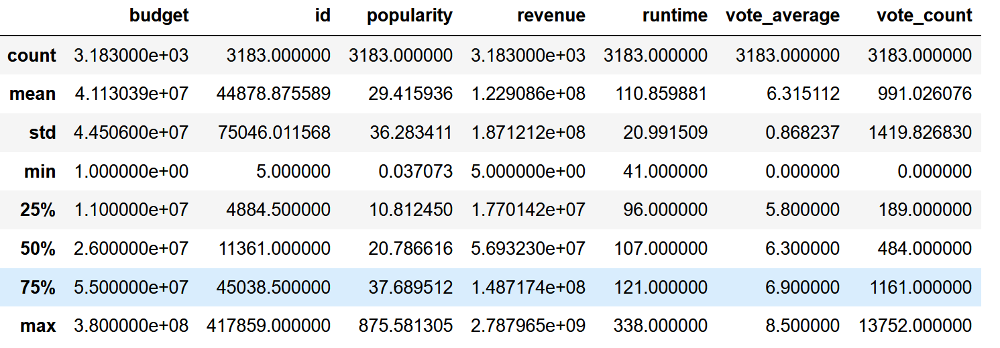 budget id popularity revenue runtime vote_average vote_count
count 3.183000e+03 3183.000000 3183.000000 3.183000e+03 3183.000000 3183.000000 3183.000000
mean 4.113039e+07 44878.875589 29.415936 1.229086e+08 110.859881 6.315112 991.026076
std 4.450600e+07 75046.011568 36.283411 1.871212e+08 20.991509 0.868237 1419.826830
min 1.000000e+00 5.000000 0.037073 5.000000e+00 41.000000 0.000000 0.000000
25% 1.100000e+07 4884.500000 10.812450 1.770142e+07 96.000000 5.800000 189.000000
50% 2.600000e+07 11361.000000 20.786616 5.693230e+07 107.000000 6.300000 484.000000
75% 5.500000e+07 45038.500000 37.689512 1.487174e+08 121.000000 6.900000 1161.000000
max 3.800000e+08 417859.000000 875.581305 2.787965e+09 338.000000 8.500000 13752.000000